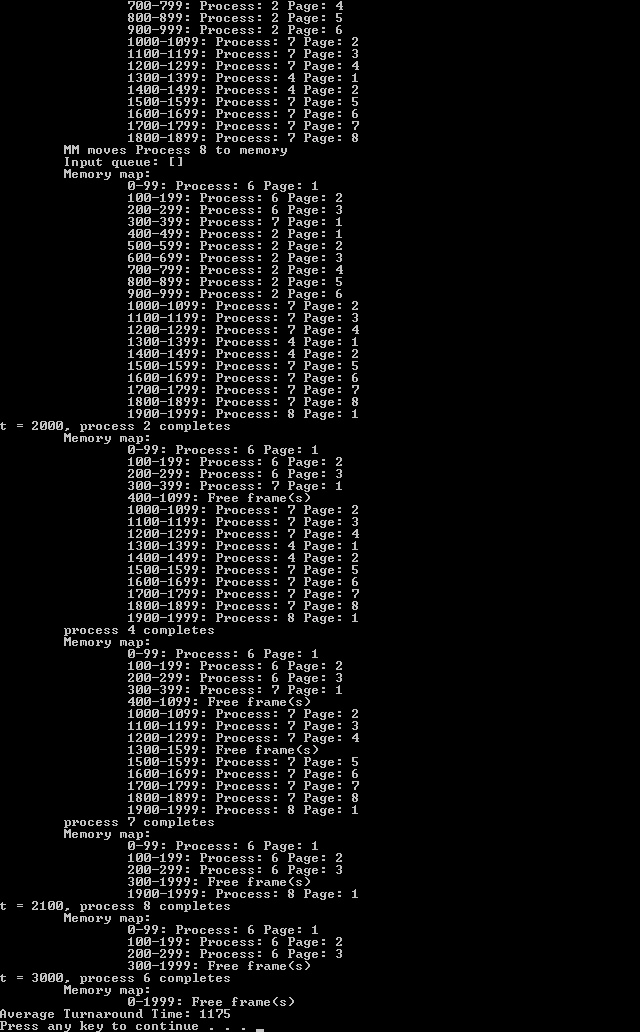 700-799: Process: 2 Page: 4
800-899: Process: 2 Page: 5
900-999: Process: 2 Page: 6
1000-1099: Process: 7 Page: 2
1100-1199: Process: 7 Page: 3
1200-1299: Process: 7 Page: 4
1300-1399: Process: 4 Page: 1
1400-1499: Process: 4 Page: 2
1500-1599: Process: 7 Page: 5
1600-1699: Process: 7 Page: 6
1700-1799: Process: 7 Page: 7
1800-1899: Process: 7 Page: 8
MM moves Process 8 to memory
Input queue: []
Memory map:
0-99: Process: 6 Page: 1
100-199: Process: 6 Page: 2
200-299: Process: 6 Page: 3
300-399: Process: 7 Page: 1
400-499: Process: 2 Page: 1
500-599: Process: 2 Page: 2
600-699: Process: 2 Page: 3
700-799: Process: 2 Page: 4
800-899: Process: 2 Page: 5
900-999: Process: 2 Page: 6
1000-1099: Process: 7 Page: 2
1100-1199: Process: 7 Page: 3
1200-1299: Process: 7 Page: 4
1300-1399: Process: 4 Page: 1
1400-1499: Process: 4 Page: 2
1500-1599: Process: 7 Page: 5
1600-1699: Process: 7 Page: 6
1700-1799: Process: 7 Page: 7
1800-1899: Process: 7 Page: 8
1900-1999: Process: 8 Page: 1
t = 2000, process 2 completes
Memory map:
0-99: Process: 6 Page: 1
100-199: Process: 6 Page: 2
200-299: Process: 6 Page: 3
300-399: Process: 7 Page: 1
400-1099: Free frame(s)
1000-1099: Process: 7 Page: 2
1100-1199: Process: 7 Page: 3
1200-1299: Process: 7 Page: 4
1300-1399: Process: 4 Page: 1
1400-1499: Process: 4 Page: 2
1500-1599: Process: 7 Page: 5
1600-1699: Process: 7 Page: 6
1700-1799: Process: 7 Page: 7
1800-1899: Process: 7 Page: 8
1900-1999: Process: 8 Page: 1
process 4 completes
Memory map:
0-99: Process: 6 Page: 1
100-199: Process: 6 Page: 2
200-299: Process: 6 Page: 3
300-399: Process: 7 Page: 1
400-1099: Free frame(s)
1000-1099: Process: 7 Page: 2
1100-1199: Process: 7 Page: 3
1200-1299: Process: 7 Page: 4
1300-1599: Free frame(s)
1500-1599: Process: 7 Page: 5
1600-1699: Process: 7 Page: 6
1700-1799: Process: 7 Page: 7
1800-1899: Process: 7 Page: 8
1900-1999: Process: 8 Page: 1
process 7 completes
Memory map:
0-99: Process: 6 Page: 1
100-199: Process: 6 Page: 2
200-299: Process: 6 Page: 3
300-1999: Free frame(s)
1900-1999: Process: 8 Page: 1
t = 2100, process 8 completes
Memory map:
0-99: Process: 6 Page: 1
100-199: Process: 6 Page: 2
200-299: Process: 6 Page: 3
300-1999: Free frame(s)
t = 3000, process 6 completes
Memory map:
0-1999: Free frame(s)
Average Turnaround Time: 1175
Press any key to continue . . . _